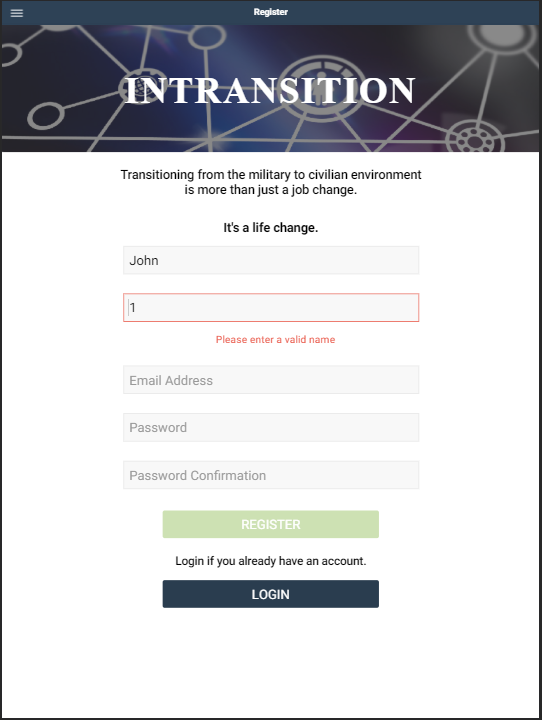 Register
INTRANSITION
Transitioning from the military to civilian environment
is more than just a job change.
It's a life change.
John
1
Please enter a valid name
Email Address
Password
Password Confirmation
REGISTER
Login if you already have an account.
LOGIN